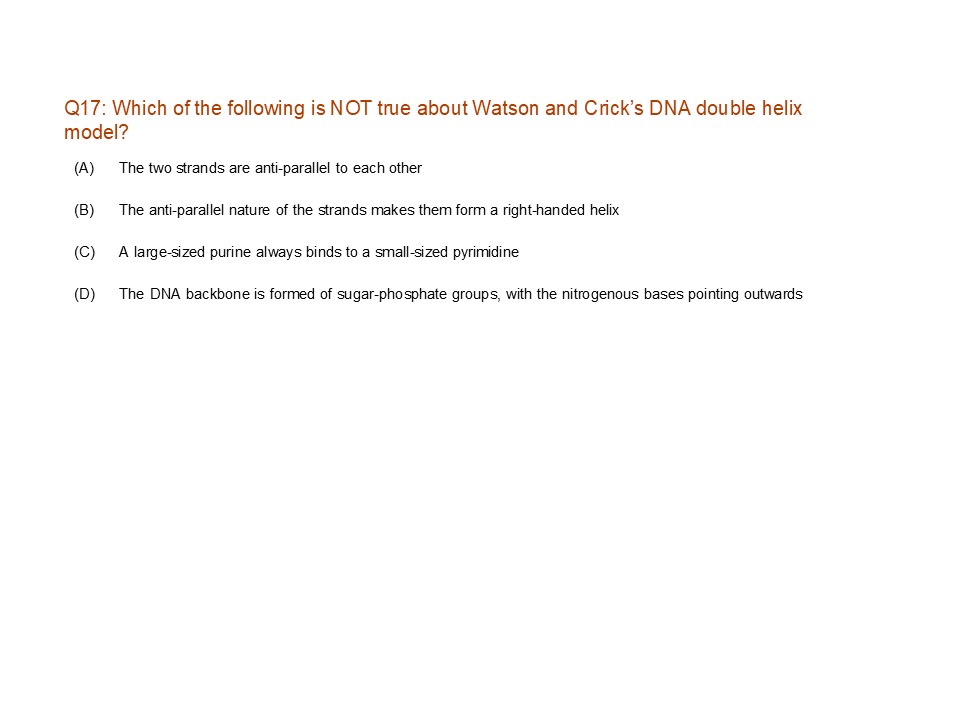 Q17: Which of the following is NOT true about Watson and Crick’s DNA double helix
model?
(A) The two strands are anti-parallel to each other
(B) The anti-parallel nature of the strands makes them form a right-handed helix
(C) A large-sized purine always binds to a small-sized pyrimidine
(D) The DNA backbone is formed of sugar-phosphate groups, with the nitrogenous bases pointing outwards